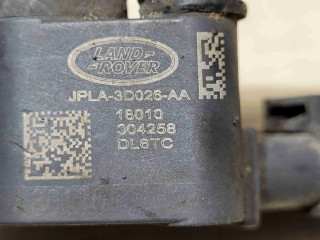 LAND-
ROVER
JPLA-3D026-AA
16010
304258
DL6TC